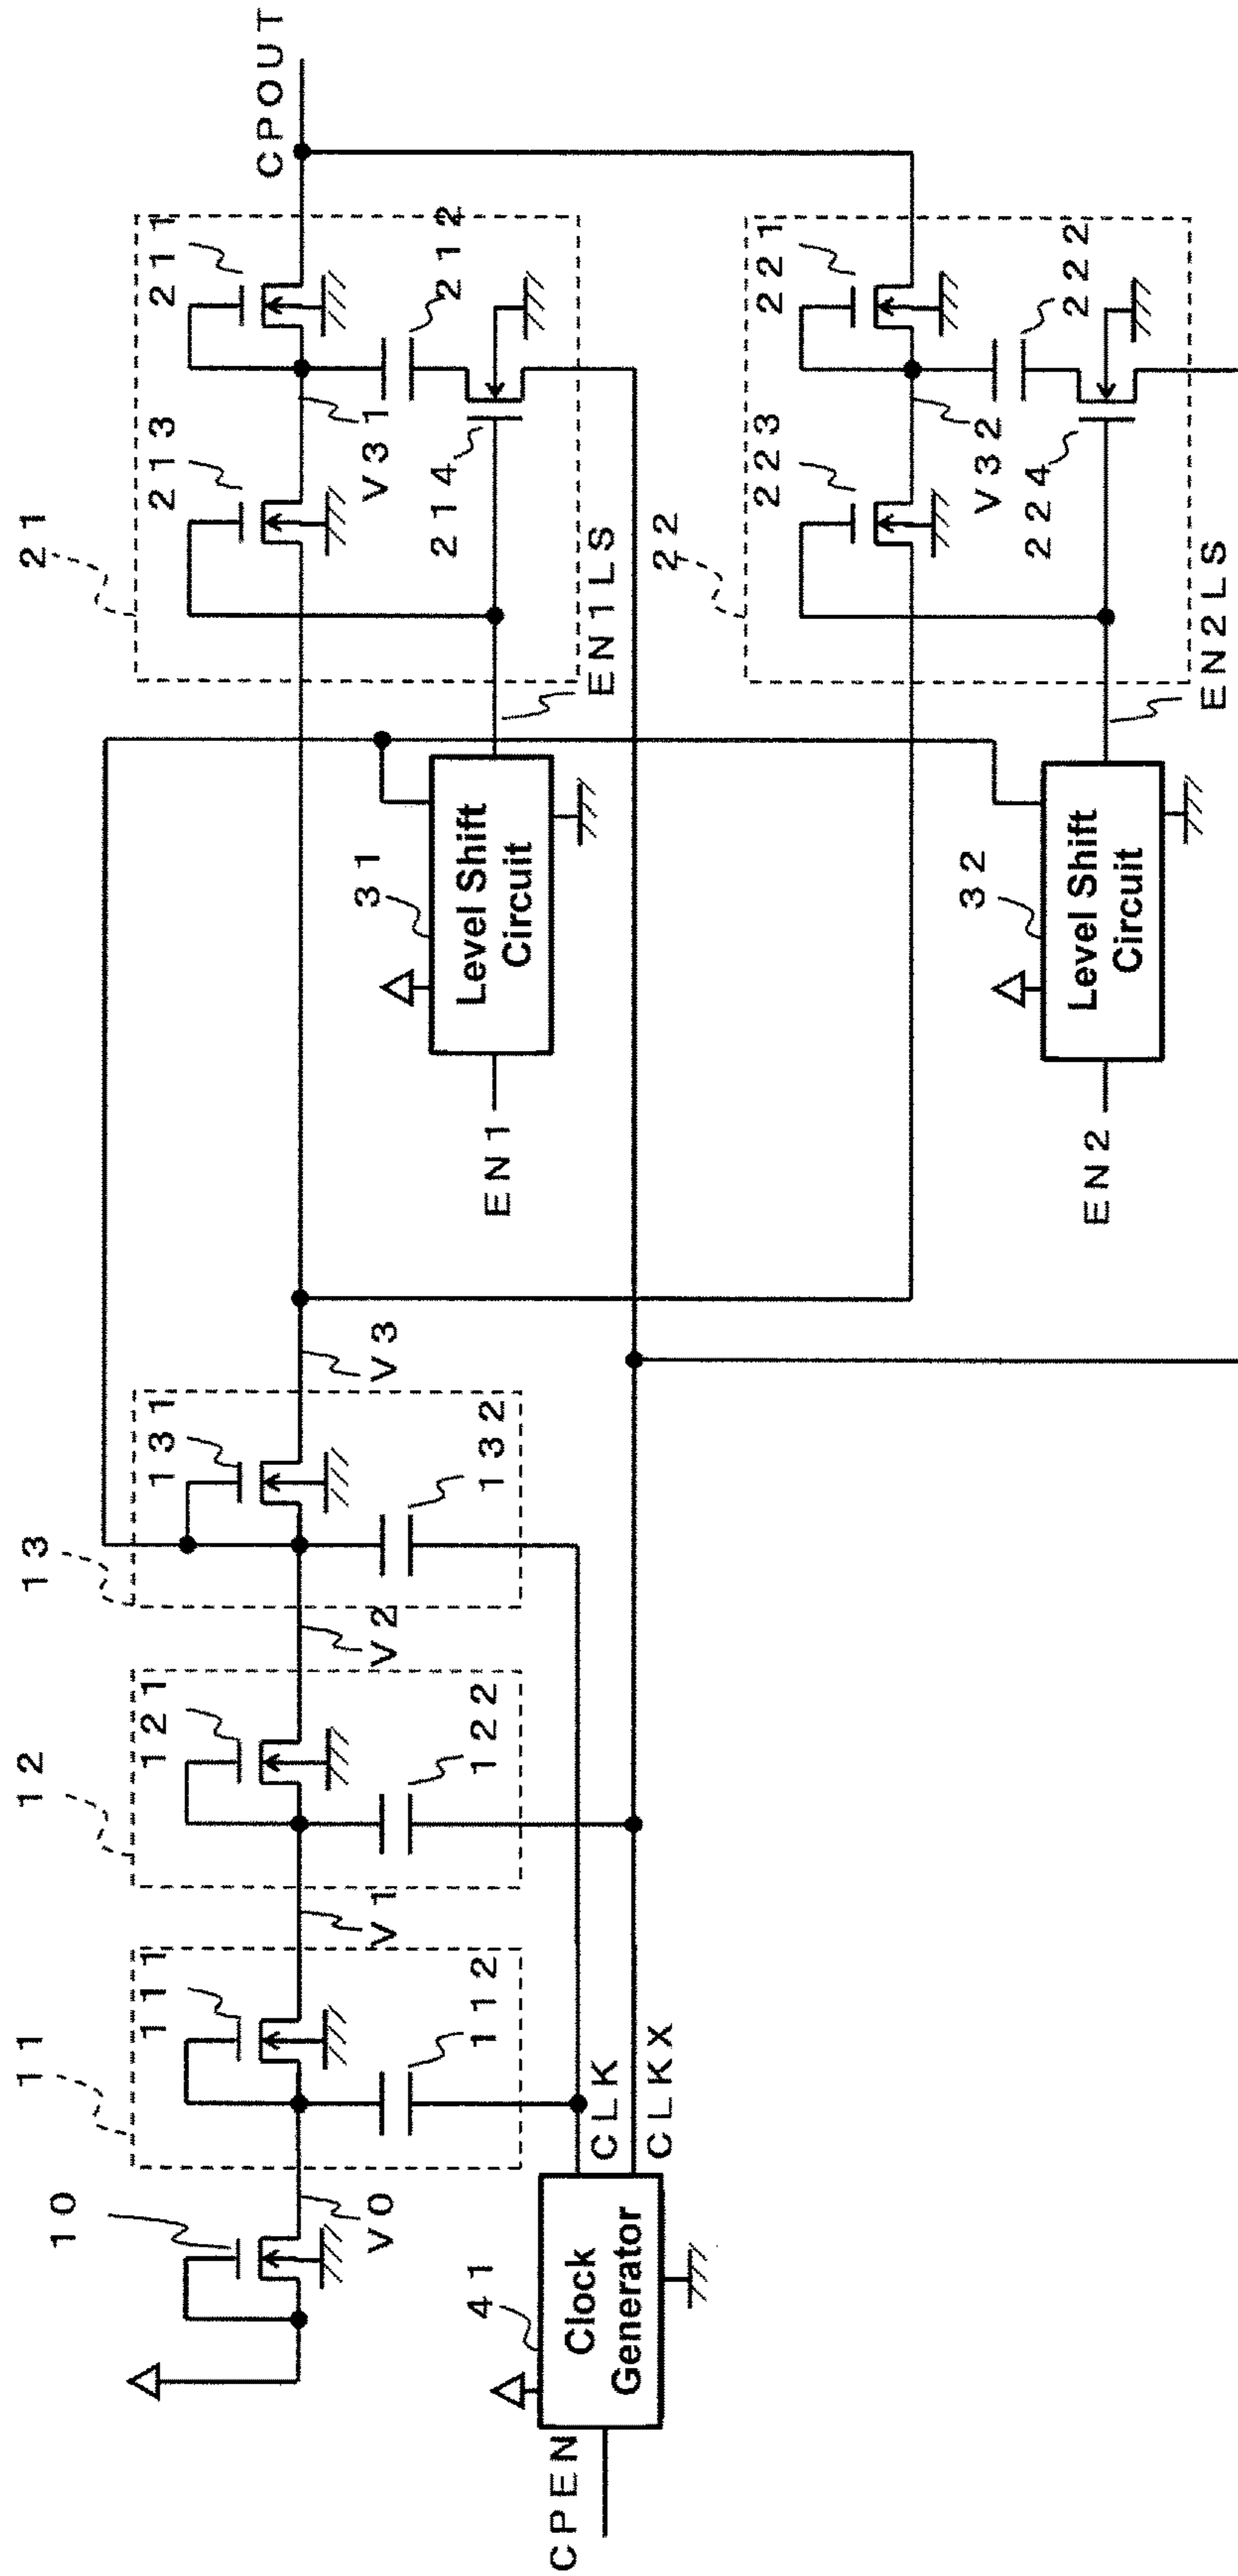 10
V0
11
111
112
V1
12
121
122
V2
13
131
132
V3
CPEN
41
Clock
Generator
CLK
CLKX
21
213
211
V31
212
214
CPOUT
EN1
31
Level Shift
Circuit
EN1LS
22
223
221
V32
222
224
EN2
32
Level Shift
Circuit
EN2LS